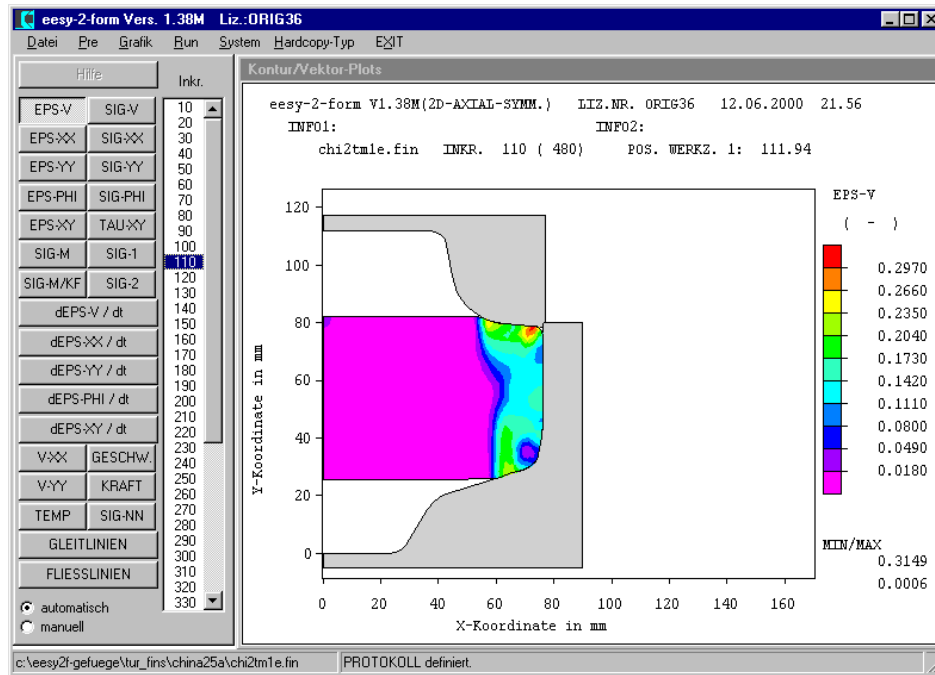 eesy-2-form Vers. 1.38M Liz.:ORIG36
Datei Pre Grafik Run System Hardcopy-Typ EXIT
Hilfe
Inkr.
EPS-V SIG-V
EPS-XX SIG-XX
EPS-YY SIG-YY
EPS-PHI SIG-PHI
EPS-XY TAU-XY
SIG-M SIG-1
SIG-M/KF SIG-2
dEPS-V / dt
dEPS-XX / dt
dEPS-YY / dt
dEPS-PHI / dt
dEPS-XY / dt
V-XX GESCHW.
V-YY KRAFT
TEMP SIG-NN
GLEITLINIEN
FLIESSLINIEN
automatisch
manuell
10
20
30
40
50
60
70
80
90
100
110
120
130
140
150
160
170
180
190
200
210
220
230
240
250
260
270
280
290
300
310
320
330
Kontur/Vektor-Plots
eesy-2-form V1.38M(2D-AXIAL-SYMM.) LIZ.NR. ORIG36 12.06.2000 21.56
INFO1: INFO2:
chi2tm1e.fin INKR. 110 ( 480) POS. WERKZ. 1: 111.94
EPS-V
( - )
120
100
80
60
40
20
0
Y-Koordinate in mm
0 20 40 60 80 100 120 140 160
X-Koordinate in mm
0.2970
0.2660
0.2350
0.2040
0.1730
0.1420
0.1110
0.0800
0.0490
0.0180
MIN/MAX
0.3149
0.0006
c:\eesy2f-gefuege\tur_fins\china25a\chi2tm1e.fin PROTOKOLL definiert.